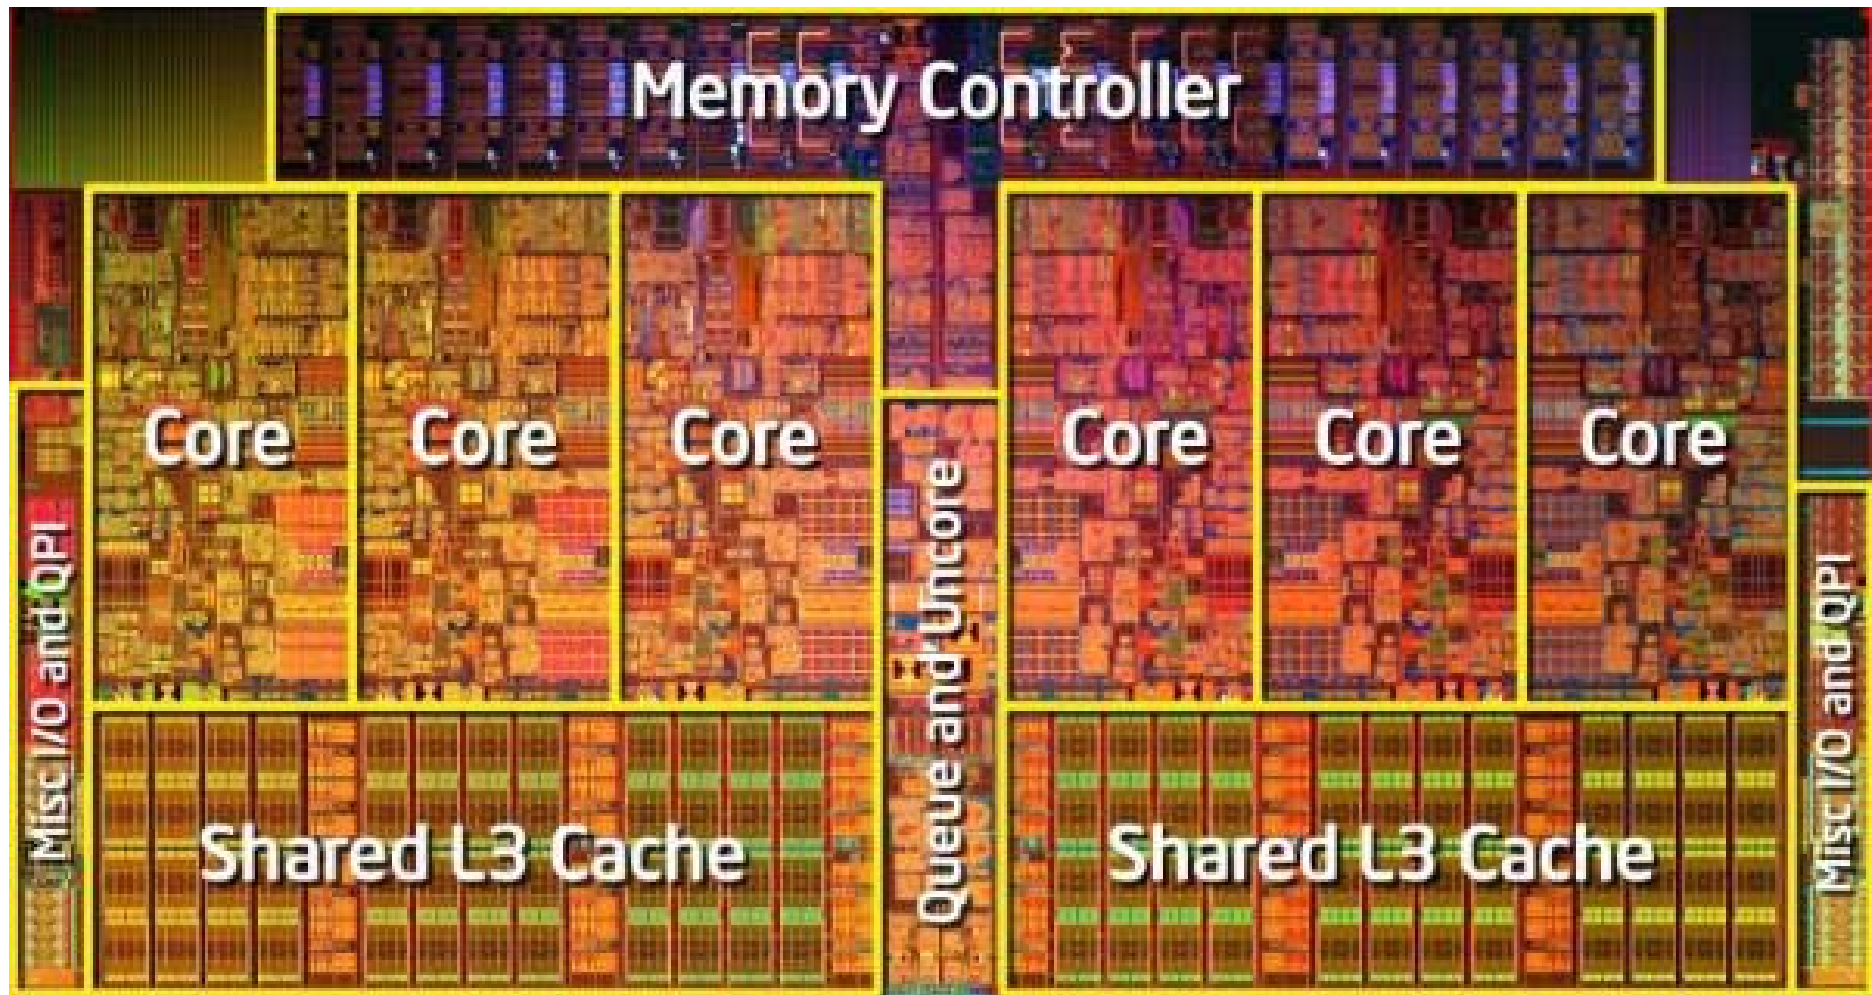 Memory Controller
Core
Core
Core
Core
Core
Core
Misc I/O and QPI
Queue and Uncore
Misc I/O and QPI
Shared L3 Cache
Shared L3 Cache